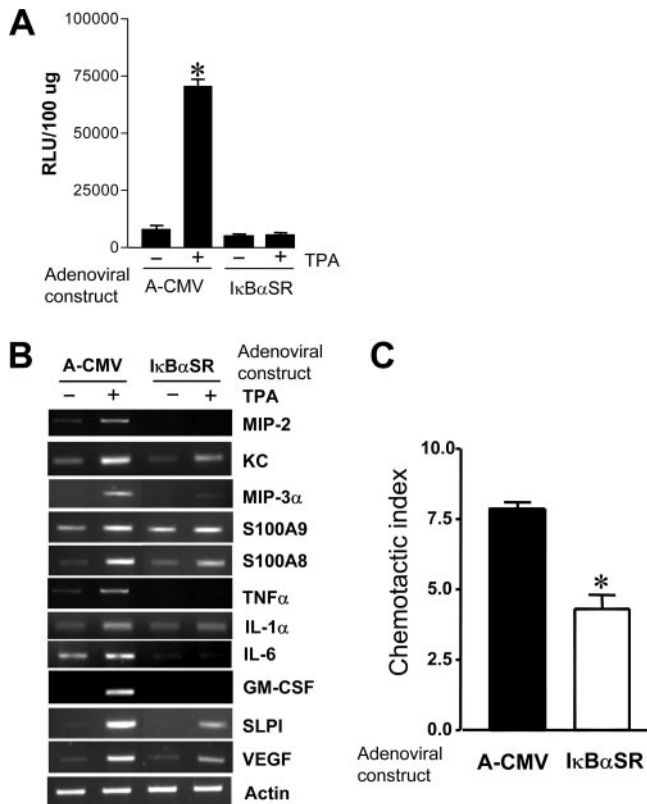 A
RLU/100 ug
100000
75000
50000
25000
0
*
− + − + TPA
Adenoviral construct
A-CMV IκBαSR
B
A-CMV IκBαSR Adenoviral construct
− + − + TPA
MIP-2
KC
MIP-3α
S100A9
S100A8
TNFα
IL-1α
IL-6
GM-CSF
SLPI
VEGF
Actin
C
Chemotactic index
10.0
7.5
5.0
2.5
0.0
*
Adenoviral construct
A-CMV IκBαSR